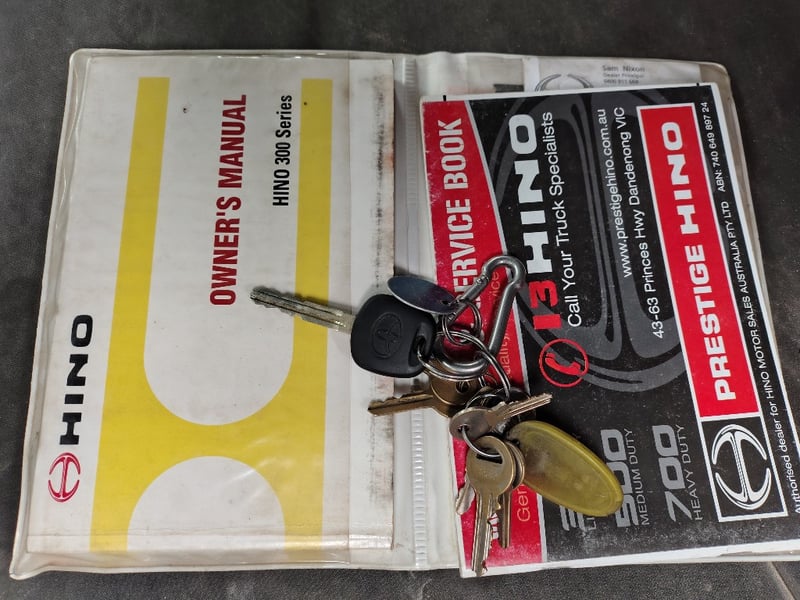 HINO
OWNER'S MANUAL
HINO 300 Series
Sam Nixon
Dealer Principal
SERVICE BOOK
13HINO
Call Your Truck Specialists
www.prestigehino.com.au
43-63 Princes Hwy Dandenong VIC
PRESTIGE HINO
Authorised dealer for HINO MOTOR SALES AUSTRALIA PTY LTD ABN: 740 649 897 24
500
MEDIUM DUTY
700
HEAVY DUTY